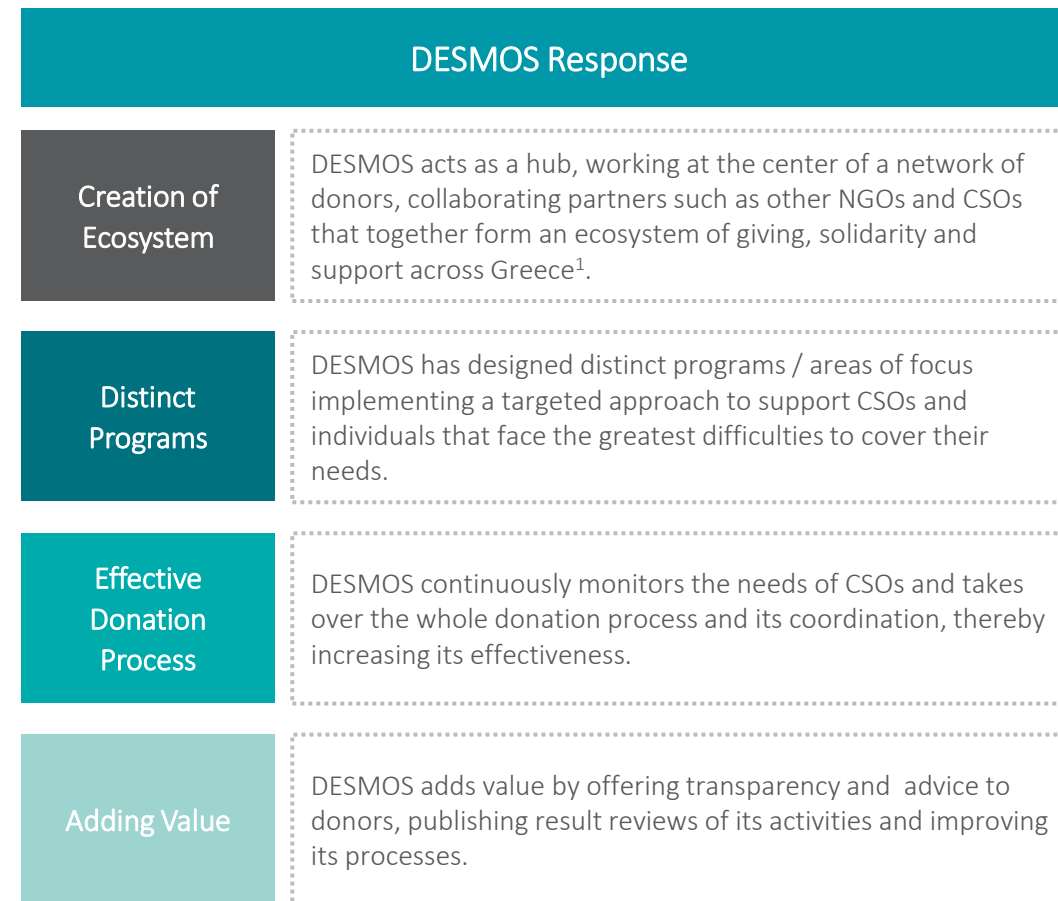 DESMOS Response
Creation of
Ecosystem
DESMOS acts as a hub, working at the center of a network of
donors, collaborating partners such as other NGOs and CSOs
that together form an ecosystem of giving, solidarity and
support across Greece¹.
Distinct
Programs
DESMOS has designed distinct programs / areas of focus
implementing a targeted approach to support CSOs and
individuals that face the greatest difficulties to cover their
needs.
Effective
Donation
Process
DESMOS continuously monitors the needs of CSOs and takes
over the whole donation process and its coordination, thereby
increasing its effectiveness.
Adding Value
DESMOS adds value by offering transparency and  advice to
donors, publishing result reviews of its activities and improving
its processes.